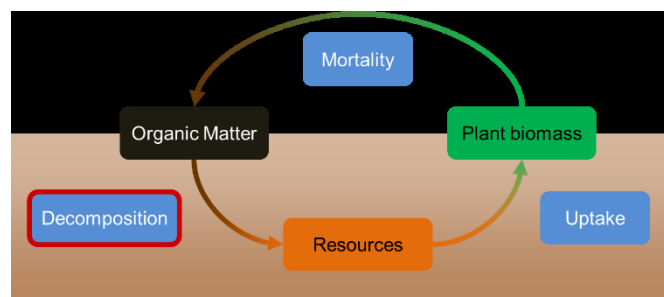 Mortality
Organic Matter
Plant biomass
Decomposition
Uptake
Resources